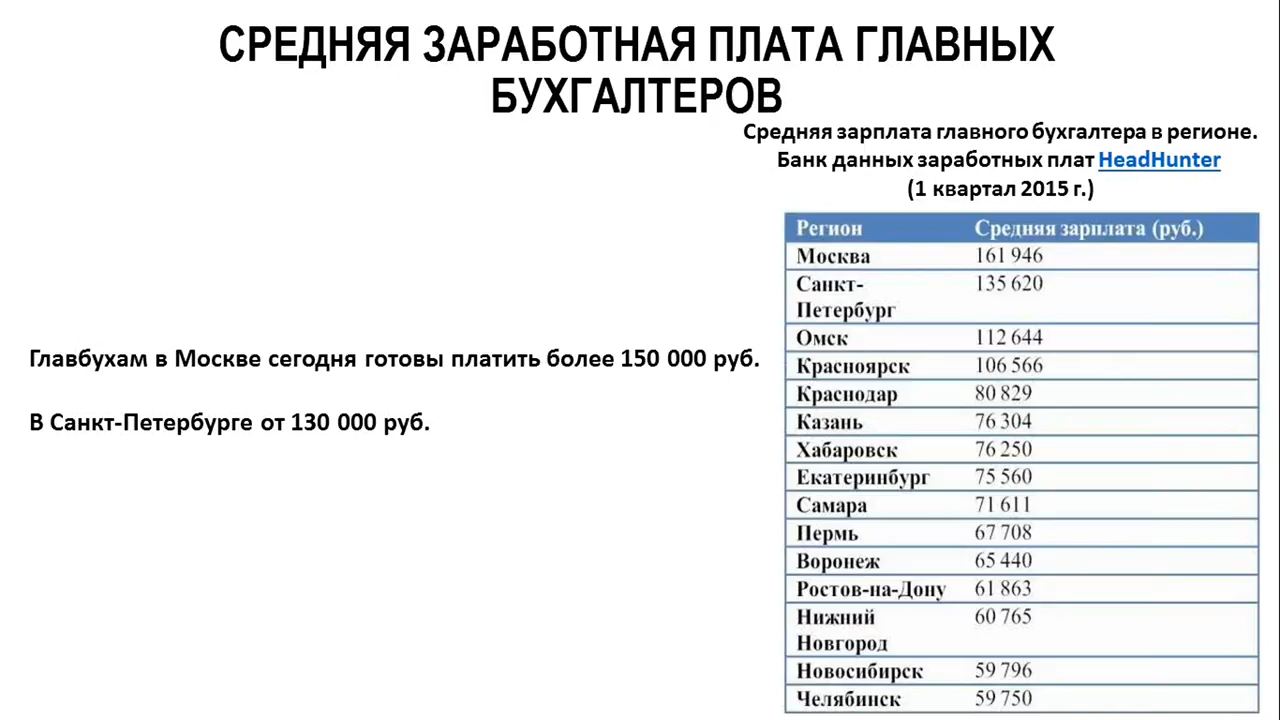 СРЕДНЯЯ ЗАРАБОТНАЯ ПЛАТА ГЛАВНЫХ
БУХГАЛТЕРОВ
Главбухам в Москве сегодня готовы платить более 150 000 руб.
В Санкт-Петербурге от 130 000 руб.
Средняя зарплата главного бухгалтера в регионе.
Банк данных заработных плат HeadHunter
(1 квартал 2015 г.)
Регион Средняя зарплата (руб.)
Москва 161 946
Санкт- 135 620
Петербург
Омск 112 644
Красноярск 106 566
Краснодар 80 829
Казань 76 304
Хабаровск 76 250
Екатеринбург 75 560
Самара 71 611
Пермь 67 708
Воронеж 65 440
Ростов-на-Дону 61 863
Нижний 60 765
Новгород
Новосибирск 59 796
Челябинск 59 750